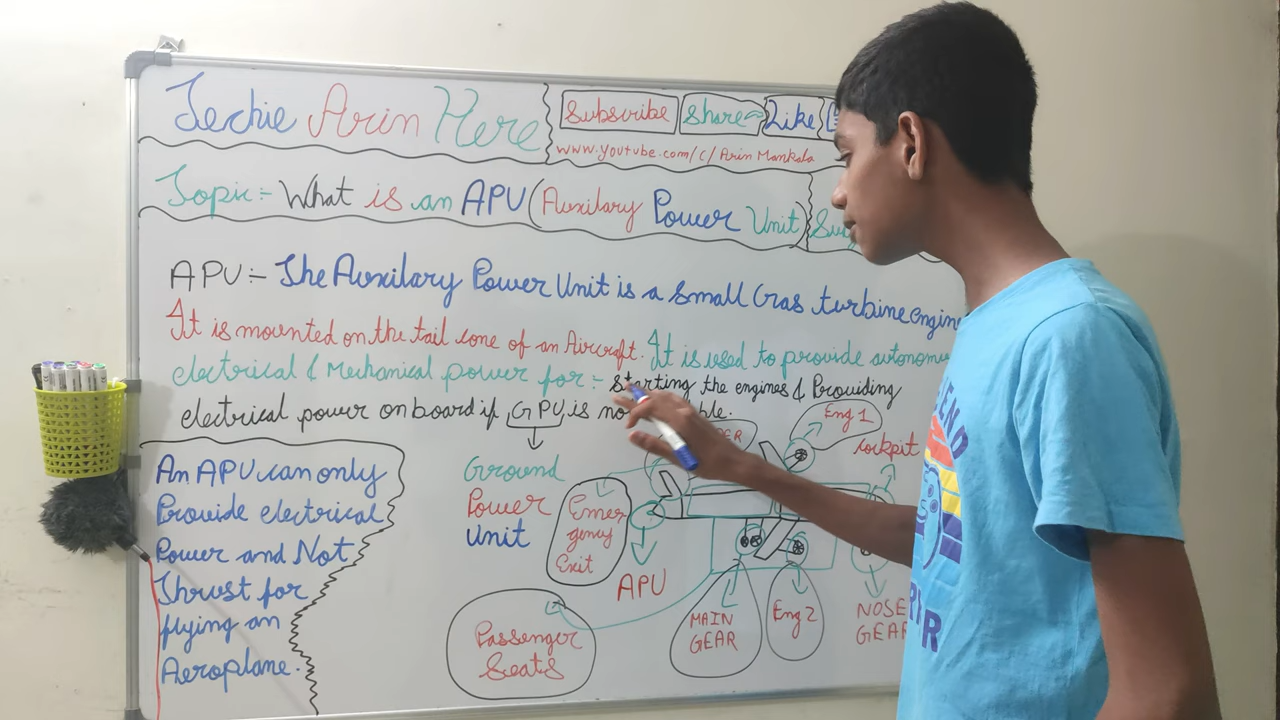 Techie Arin Here
Subscribe Share Like
www.youtube.com/c/Arin Mankala
Topic:- What is an APU (Auxilary Power Unit)
APU:- The Auxilary Power Unit is a small Gas turbine engine
It is mounted on the tail cone of an Aircraft. It is used to provide
electrical & Mechanical power for:- starting the engines & Providing
electrical power on board if GPU is
Ground
Power
Unit
An APU can only
Provide electrical
Power and Not
Thrust for
flying an
Aeroplane.
Eng 1
cockpit
Emer
gency
Exit
APU
MAIN
GEAR
Eng 2
NOSE
GEAR
Passenger
Seats